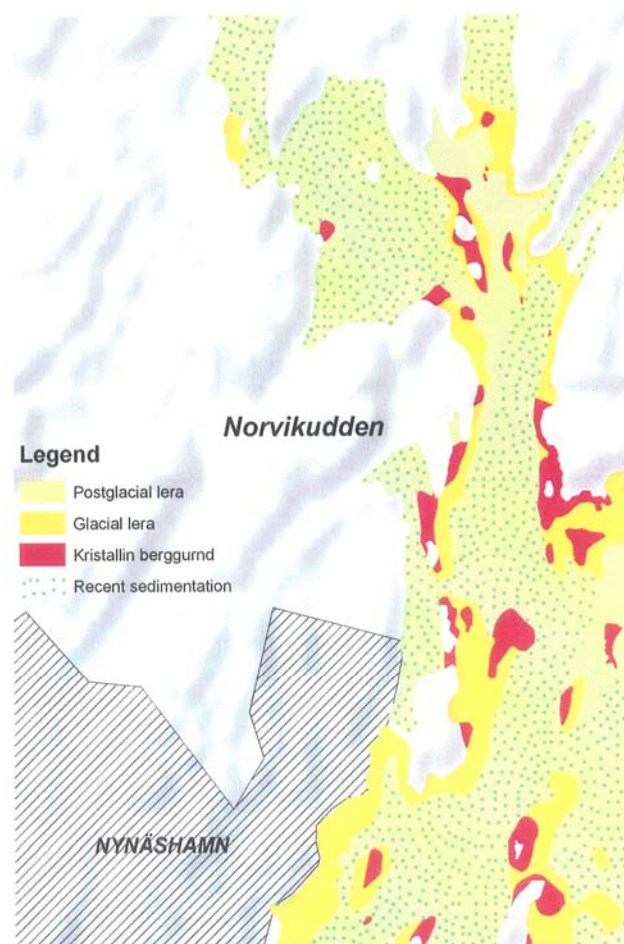 Norvikudden
Legend
Postglacial lera
Glacial lera
Kristallin berggurnd
Recent sedimentation
NYNÄSHAMN